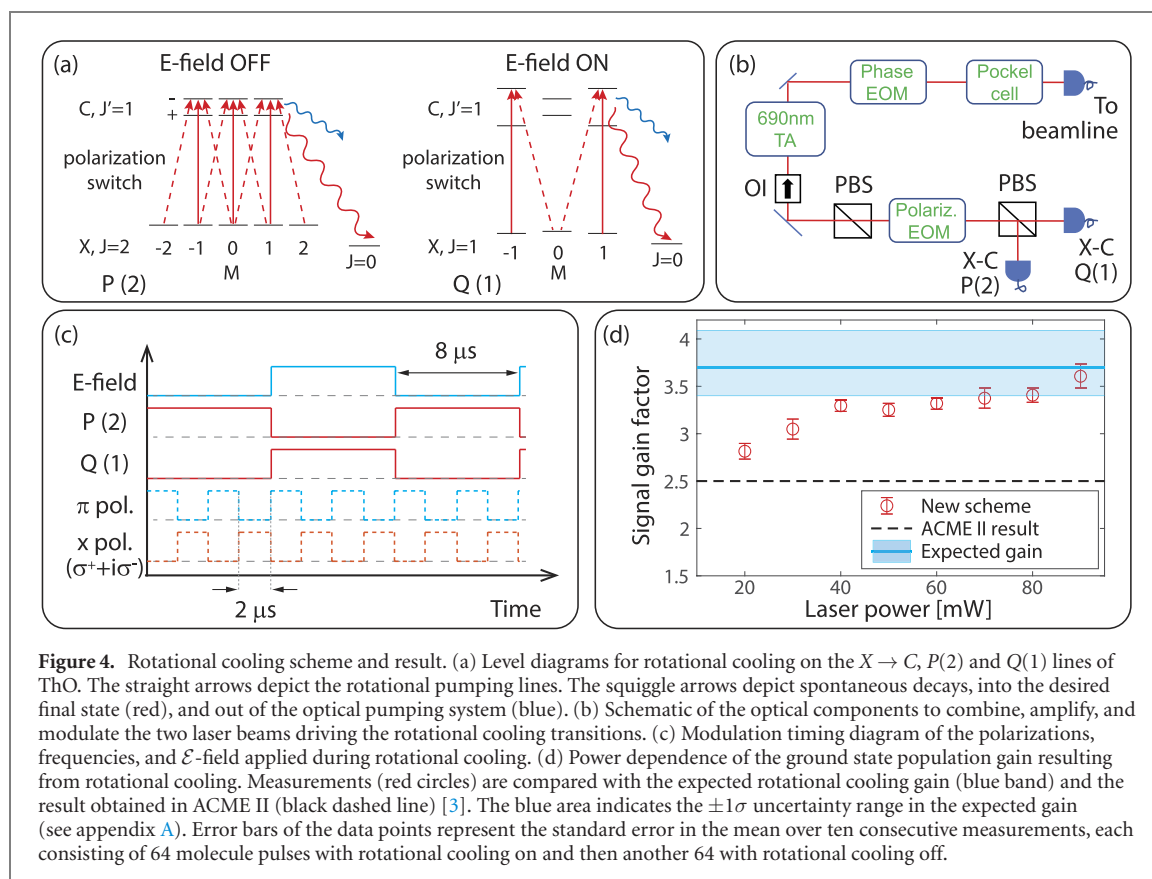 (a)
E-field OFF
E-field ON
C, J'=1
-
+
polarization
switch
X, J=2
-2
-1
0
1
2
M
J=0
P (2)
C, J'=1
polarization
switch
X, J=1
-1
0
1
M
J=0
Q (1)
(b)
Phase
EOM
Pockel
cell
To
beamline
690nm
TA
OI
PBS
Polariz.
EOM
PBS
X-C
Q(1)
X-C
P(2)
(c)
E-field
8 μs
P (2)
Q (1)
π pol.
x pol.
(σ⁺+iσ⁻)
2 μs
Time
(d)
Signal gain factor
4
3.5
3
2.5
2
1.5
20
40
60
80
Laser power [mW]
New scheme
ACME II result
Expected gain
Figure 4. Rotational cooling scheme and result. (a) Level diagrams for rotational cooling on the X → C, P(2) and Q(1) lines of
ThO. The straight arrows depict the rotational pumping lines. The squiggle arrows depict spontaneous decays, into the desired
final state (red), and out of the optical pumping system (blue). (b) Schematic of the optical components to combine, amplify, and
modulate the two laser beams driving the rotational cooling transitions. (c) Modulation timing diagram of the polarizations,
frequencies, and ℰ-field applied during rotational cooling. (d) Power dependence of the ground state population gain resulting
from rotational cooling. Measurements (red circles) are compared with the expected rotational cooling gain (blue band) and the
result obtained in ACME II (black dashed line) [3]. The blue area indicates the ±1σ uncertainty range in the expected gain
(see appendix A). Error bars of the data points represent the standard error in the mean over ten consecutive measurements, each
consisting of 64 molecule pulses with rotational cooling on and then another 64 with rotational cooling off.